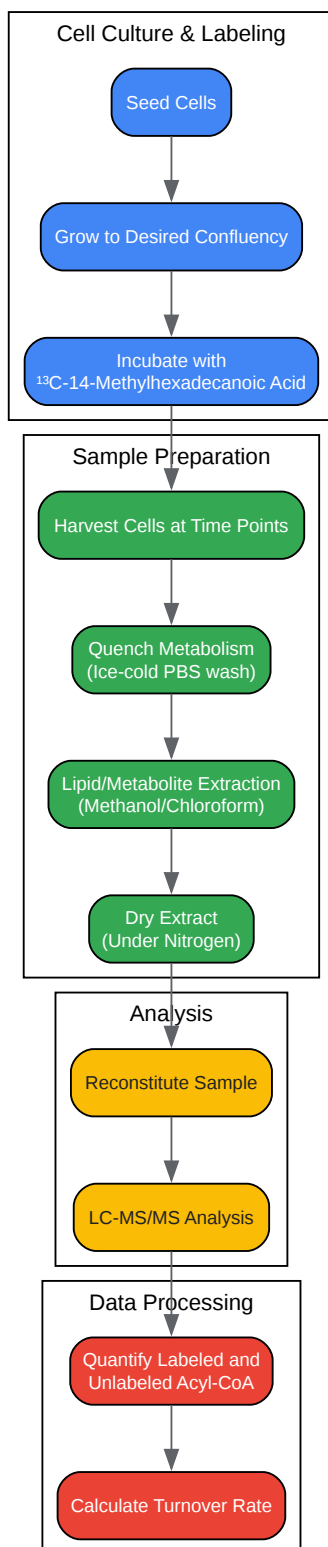 Cell Culture & Labeling
Seed Cells
Grow to Desired Confluency
Incubate with
¹³C-14-Methylhexadecanoic Acid
Sample Preparation
Harvest Cells at Time Points
Quench Metabolism
(Ice-cold PBS wash)
Lipid/Metabolite Extraction
(Methanol/Chloroform)
Dry Extract
(Under Nitrogen)
Analysis
Reconstitute Sample
LC-MS/MS Analysis
Data Processing
Quantify Labeled and
Unlabeled Acyl-CoA
Calculate Turnover Rate